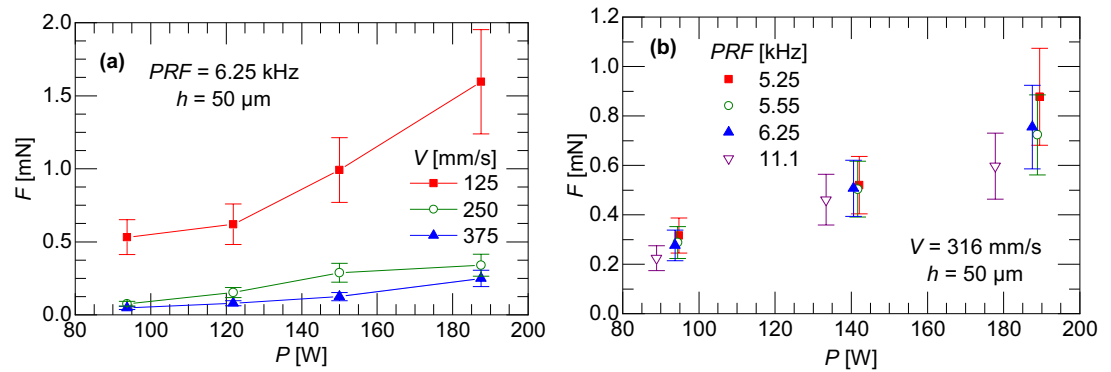 (a)
PRF = 6.25 kHz
h = 50 µm
V [mm/s]
125
250
375
2.0
1.5
1.0
0.5
0.0
F [mN]
80 100 120 140 160 180 200
P [W]
(b)
PRF [kHz]
5.25
5.55
6.25
11.1
V = 316 mm/s
h = 50 µm
1.2
1.0
0.8
0.6
0.4
0.2
0.0
F [mN]
80 100 120 140 160 180 200
P [W]